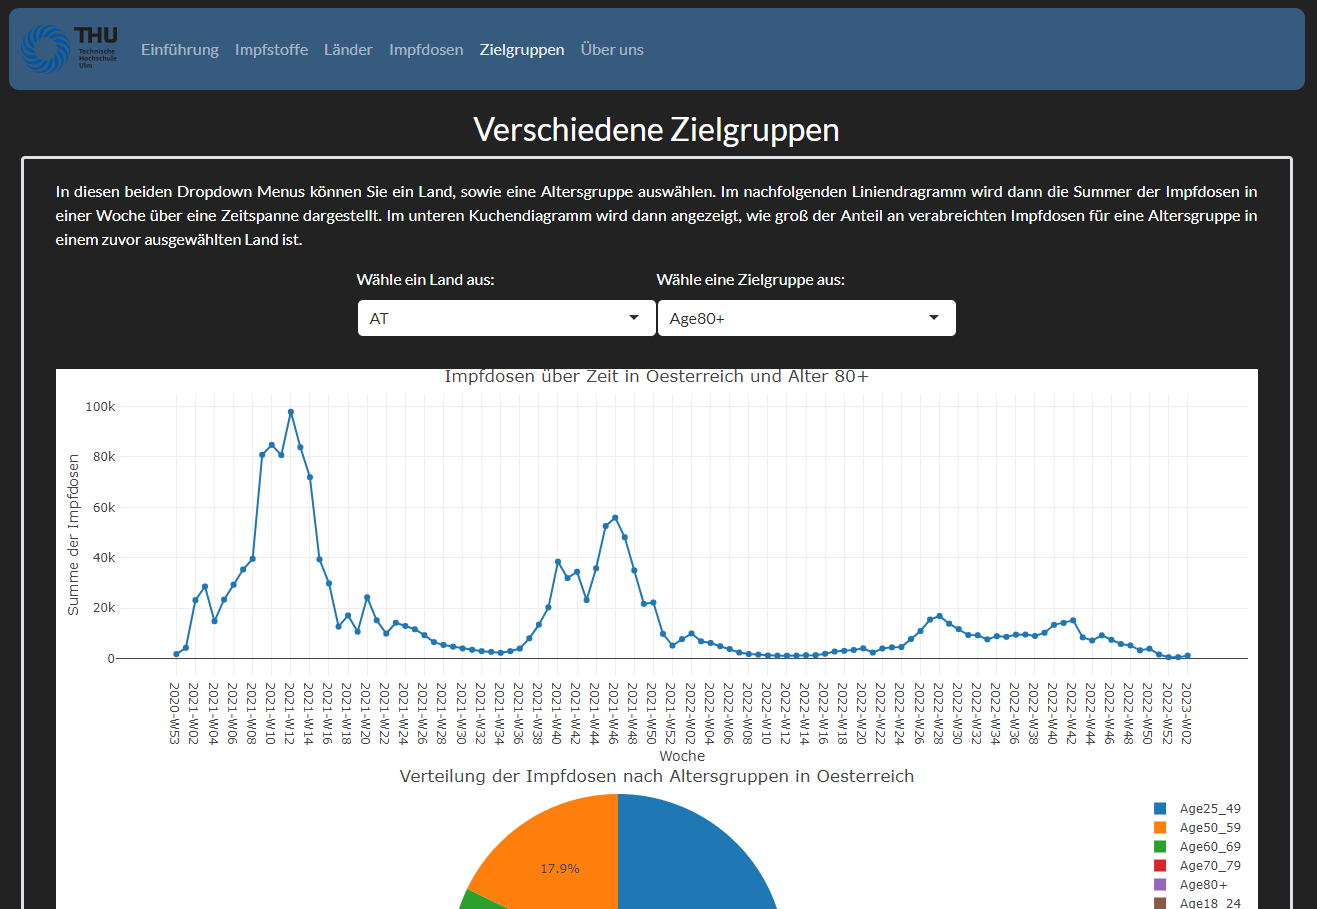 THU
Technische
Hochschule
Ulm
Einführung Impfstoffe Länder Impfdosen Zielgruppen Über uns
Verschiedene Zielgruppen
In diesen beiden Dropdown Menus können Sie ein Land, sowie eine Altersgruppe auswählen. Im nachfolgenden Liniendragramm wird dann die Summer der Impfdosen in
einer Woche über eine Zeitspanne dargestellt. Im unteren Kuchendiagramm wird dann angezeigt, wie groß der Anteil an verabreichten Impfdosen für eine Altersgruppe in
einem zuvor ausgewählten Land ist.
Wähle ein Land aus: Wähle eine Zielgruppe aus:
AT Age80+
Impfdosen über Zeit in Oesterreich und Alter 80+
100k
80k
60k
40k
20k
0
Summe der Impfdosen
2020-W53 2021-W02 2021-W04 2021-W06 2021-W08 2021-W10 2021-W12 2021-W14 2021-W16 2021-W18 2021-W20 2021-W22 2021-W24 2021-W26 2021-W28 2021-W30 2021-W32 2021-W34 2021-W36 2021-W38 2021-W40 2021-W42 2021-W44 2021-W46 2021-W48 2021-W50 2021-W52 2022-W02 2022-W04 2022-W06 2022-W08 2022-W10 2022-W12 2022-W14 2022-W16 2022-W18 2022-W20 2022-W22 2022-W24 2022-W26 2022-W28 2022-W30 2022-W32 2022-W34 2022-W36 2022-W38 2022-W40 2022-W42 2022-W44 2022-W46 2022-W48 2022-W50 2022-W52 2023-W02
Woche
Verteilung der Impfdosen nach Altersgruppen in Oesterreich
17.9%
Age25_49
Age50_59
Age60_69
Age70_79
Age80+
Age18_24